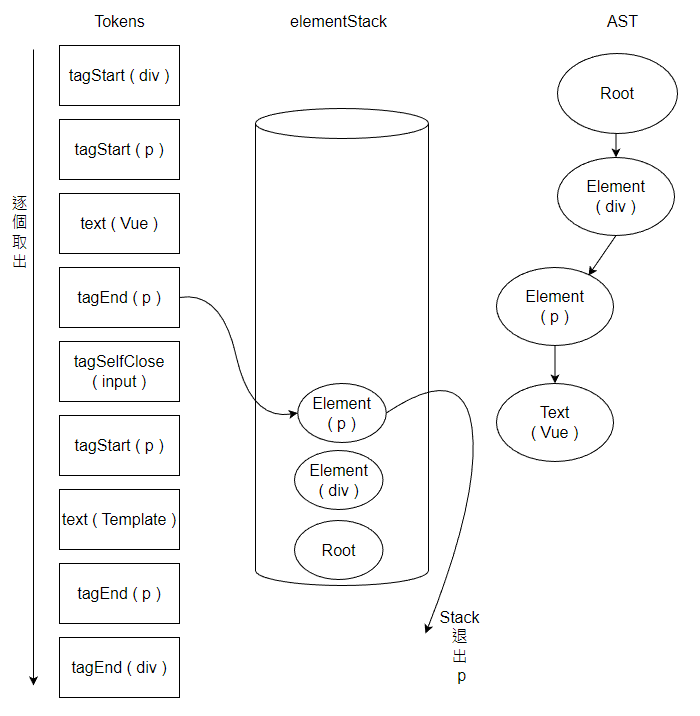 Tokens
elementStack
AST
逐
個
取
出
tagStart ( div )
tagStart ( p )
text ( Vue )
tagEnd ( p )
tagSelfClose
( input )
tagStart ( p )
text ( Template )
tagEnd ( p )
tagEnd ( div )
Element
( p )
Element
( div )
Root
Stack
退
出
p
Root
Element
( div )
Element
( p )
Text
( Vue )